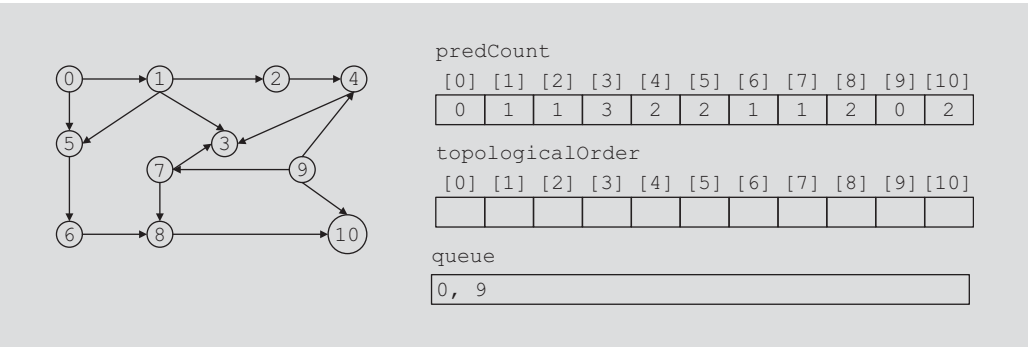 0 1 2 4
5 3
7 9
6 8 10
predCount
[0] [1] [2] [3] [4] [5] [6] [7] [8] [9] [10]
0 1 1 3 2 2 1 1 2 0 2
topologicalOrder
[0] [1] [2] [3] [4] [5] [6] [7] [8] [9] [10]
queue
0, 9